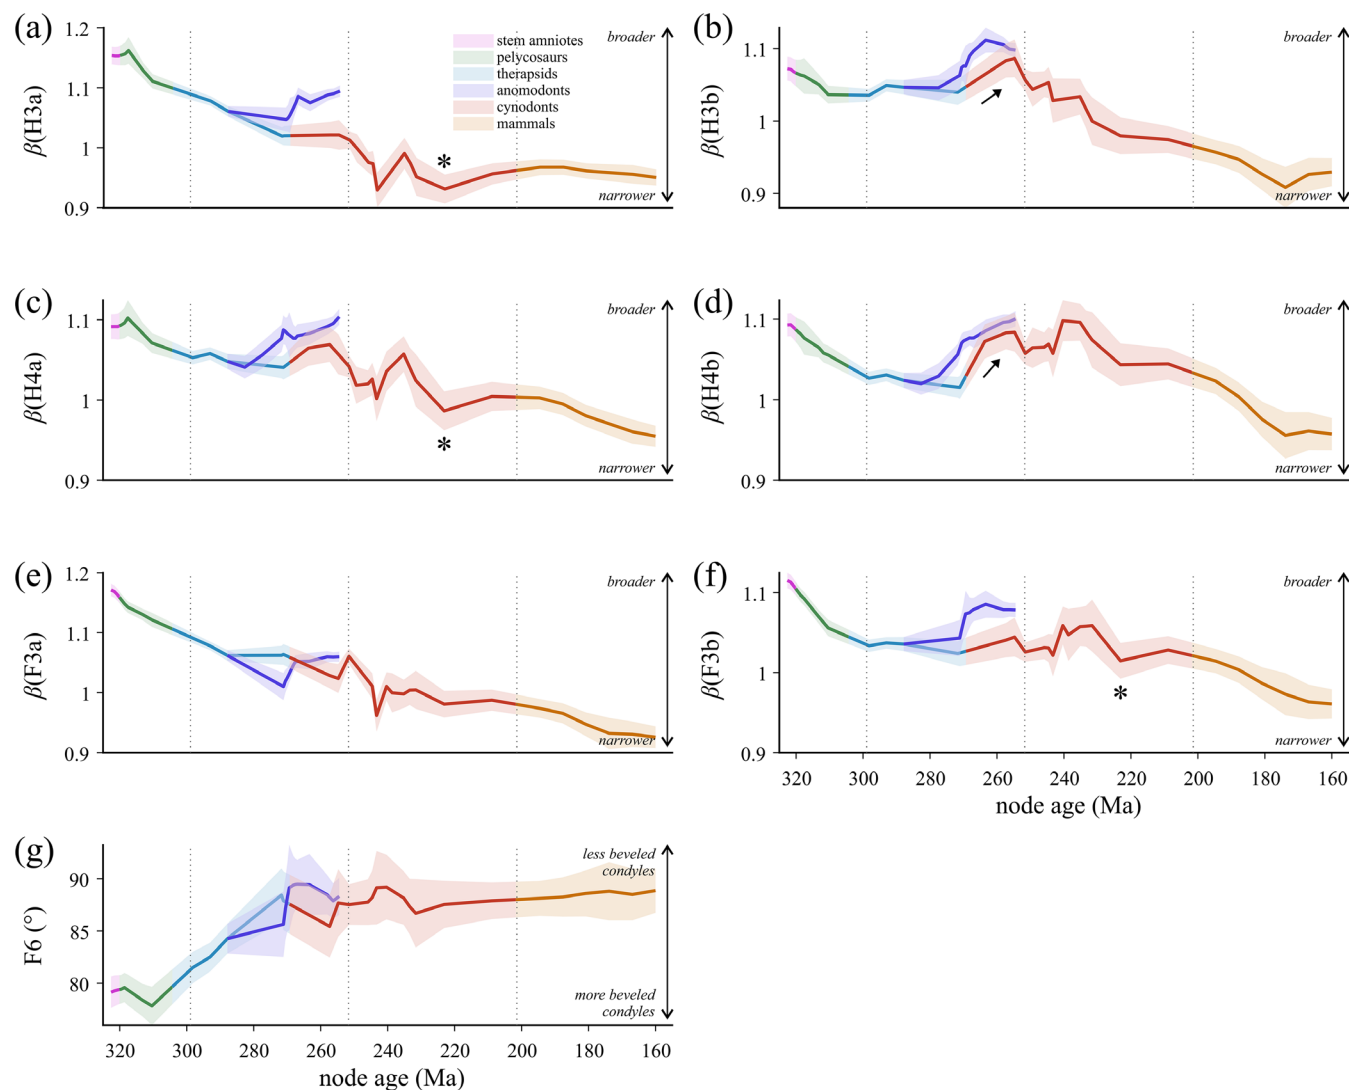 (a)
1.2
1.1
1
0.9
β(H3a)
stem amniotes
pelycosaurs
therapsids
anomodonts
cynodonts
mammals
broader
*
narrower
(b)
1.1
1
0.9
β(H3b)
broader
narrower
(c)
1.1
1
0.9
β(H4a)
broader
*
narrower
(d)
1.1
1
0.9
β(H4b)
broader
narrower
(e)
1.2
1.1
1
0.9
β(F3a)
broader
narrower
(f)
1.1
1
0.9
β(F3b)
broader
*
narrower
320 300 280 260 240 220 200 180 160
node age (Ma)
(g)
90
85
80
F6 (°)
less beveled
condyles
more beveled
condyles
320 300 280 260 240 220 200 180 160
node age (Ma)